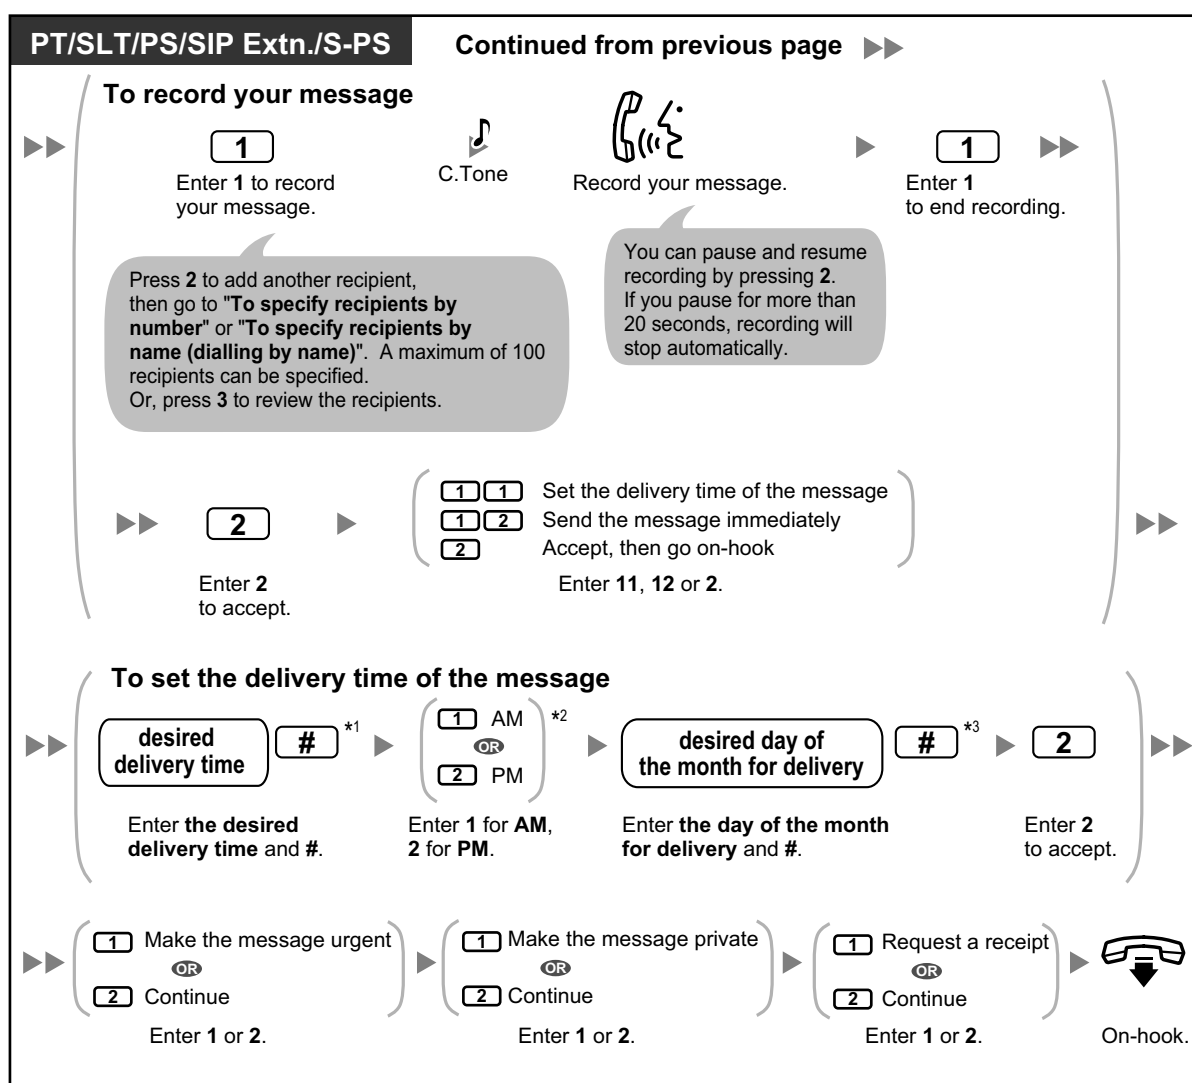 PT/SLT/PS/SIP Extn./S-PS
Continued from previous page
To record your message
1
1
C.Tone
Enter 1 to record
your message.
Record your message.
Enter 1
to end recording.
Press 2 to add another recipient,
then go to "To specify recipients by
number" or "To specify recipients by
name (dialling by name)". A maximum of 100
recipients can be specified.
Or, press 3 to review the recipients.
You can pause and resume
recording by pressing 2.
If you pause for more than
20 seconds, recording will
stop automatically.
2
Enter 2
to accept.
1 1 Set the delivery time of the message
1 2 Send the message immediately
2 Accept, then go on-hook
Enter 11, 12 or 2.
To set the delivery time of the message
desired
delivery time
# *1
Enter the desired
delivery time and #.
1 AM *2
OR
2 PM
Enter 1 for AM,
2 for PM.
desired day of
the month for delivery
# *3
Enter the day of the month
for delivery and #.
2
Enter 2
to accept.
1 Make the message urgent
OR
2 Continue
Enter 1 or 2.
1 Make the message private
OR
2 Continue
Enter 1 or 2.
1 Request a receipt
OR
2 Continue
Enter 1 or 2.
On-hook.